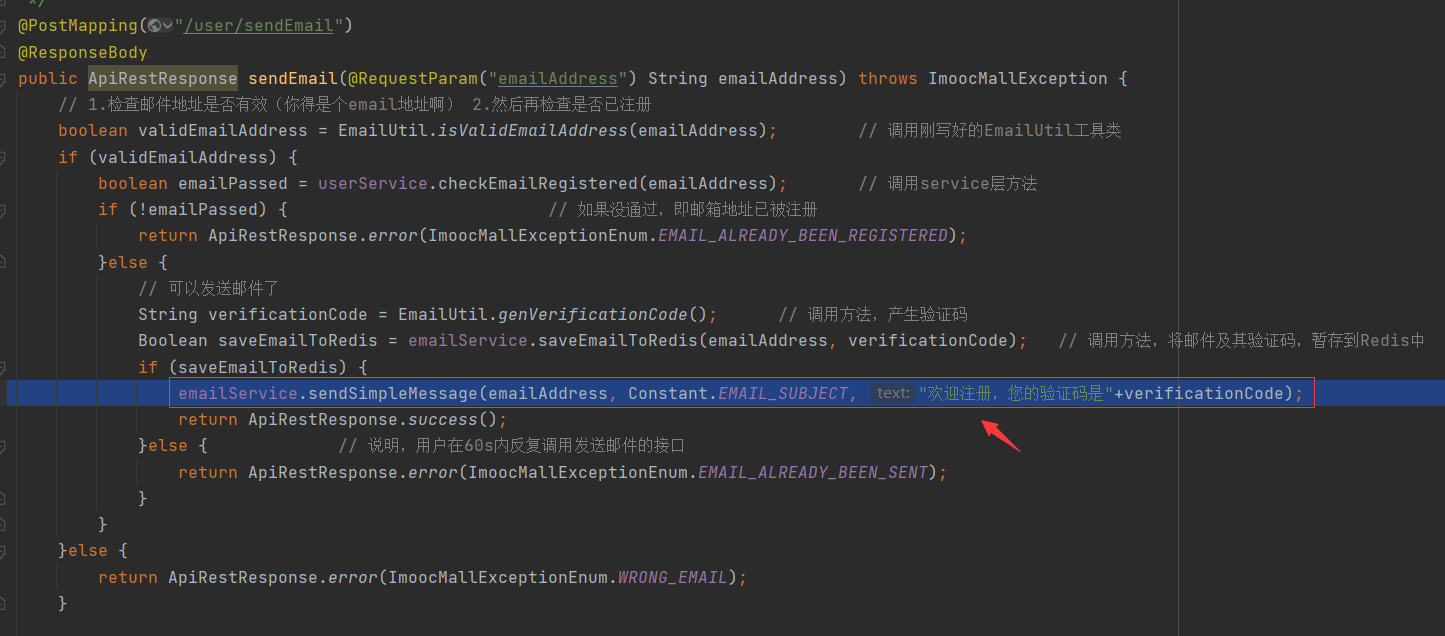 */
@PostMapping("/user/sendEmail")
@ResponseBody
public ApiRestResponse sendEmail(@RequestParam("emailAddress") String emailAddress) throws ImoocMallException {
// 1.检查邮件地址是否有效（你得是个email地址啊） 2.然后再检查是否已注册
boolean validEmailAddress = EmailUtil.isValidEmailAddress(emailAddress); // 调用刚写好的EmailUtil工具类
if (validEmailAddress) {
boolean emailPassed = userService.checkEmailRegistered(emailAddress); // 调用service层方法
if (!emailPassed) { // 如果没通过，即邮箱地址已被注册
return ApiRestResponse.error(ImoocMallExceptionEnum.EMAIL_ALREADY_BEEN_REGISTERED);
}else {
// 可以发送邮件了
String verificationCode = EmailUtil.genVerificationCode(); // 调用方法，产生验证码
Boolean saveEmailToRedis = emailService.saveEmailToRedis(emailAddress, verificationCode); // 调用方法，将邮件及其验证码，暂存到Redis中
if (saveEmailToRedis) {
emailService.sendSimpleMessage(emailAddress, Constant.EMAIL_SUBJECT, text: "欢迎注册，您的验证码是"+verificationCode);
return ApiRestResponse.success();
}else { // 说明，用户在60s内反复调用发送邮件的接口
return ApiRestResponse.error(ImoocMallExceptionEnum.EMAIL_ALREADY_BEEN_SENT);
}
}
}else {
return ApiRestResponse.error(ImoocMallExceptionEnum.WRONG_EMAIL);
}